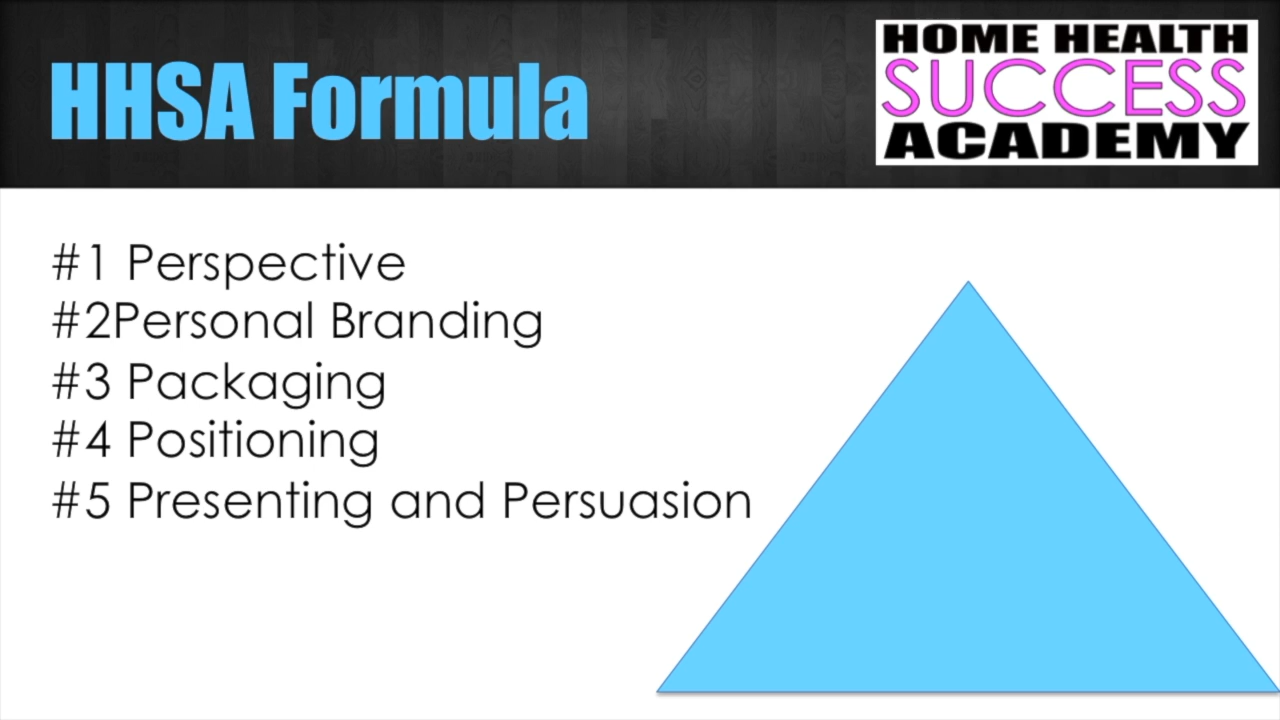 HHSA Formula
HOME HEALTH
SUCCESS
ACADEMY
#1 Perspective
#2Personal Branding
#3 Packaging
#4 Positioning
#5 Presenting and Persuasion